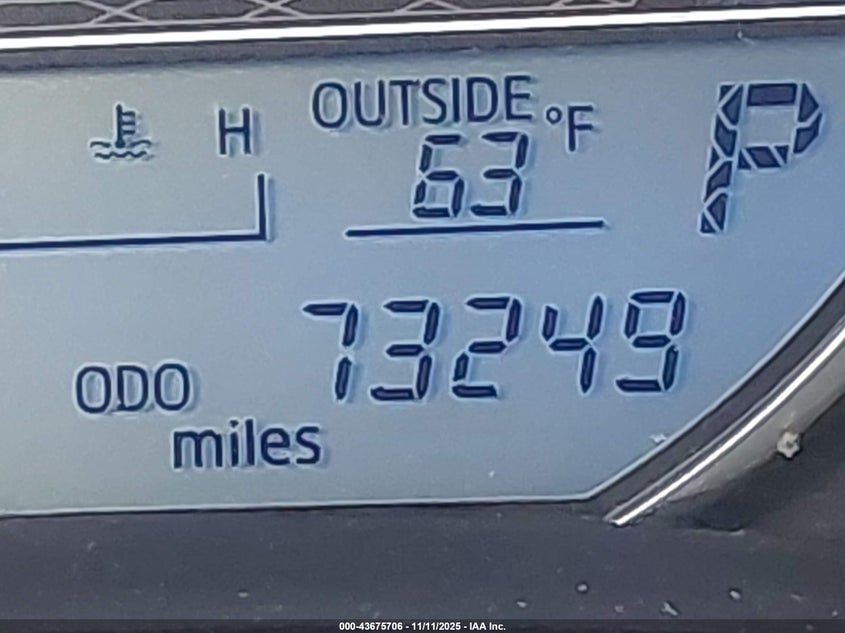 H
OUTSIDE °F
63
P
73249
ODO
miles
000-43675706 - 11/11/2025 - IAA Inc.